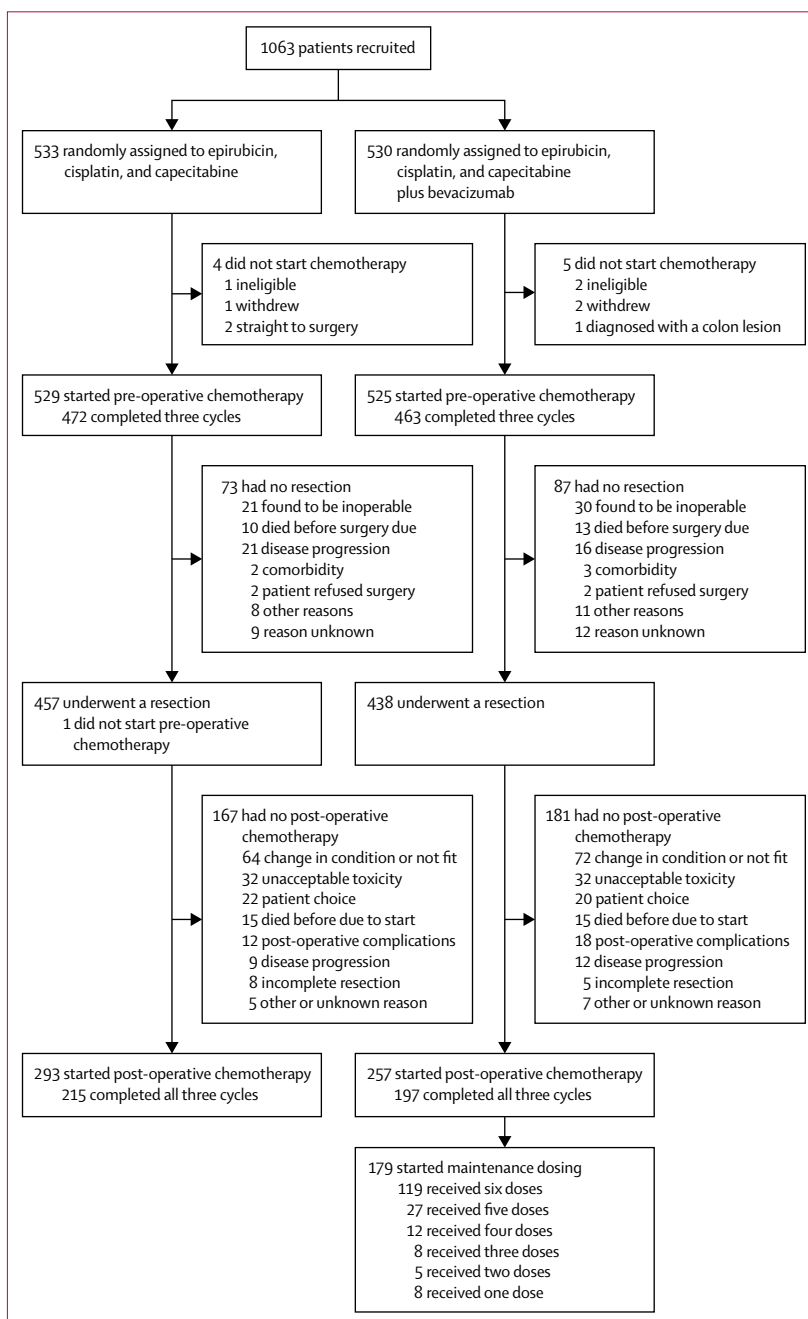 1063 patients recruited
533 randomly assigned to epirubicin,
cisplatin, and capecitabine
530 randomly assigned to epirubicin,
cisplatin, and capecitabine
plus bevacizumab
4 did not start chemotherapy
1 ineligible
1 withdrew
2 straight to surgery
5 did not start chemotherapy
2 ineligible
2 withdrew
1 diagnosed with a colon lesion
529 started pre-operative chemotherapy
472 completed three cycles
525 started pre-operative chemotherapy
463 completed three cycles
73 had no resection
21 found to be inoperable
10 died before surgery due
21 disease progression
2 comorbidity
2 patient refused surgery
8 other reasons
9 reason unknown
87 had no resection
30 found to be inoperable
13 died before surgery due
16 disease progression
3 comorbidity
2 patient refused surgery
11 other reasons
12 reason unknown
457 underwent a resection
1 did not start pre-operative
chemotherapy
438 underwent a resection
167 had no post-operative
chemotherapy
64 change in condition or not fit
32 unacceptable toxicity
22 patient choice
15 died before due to start
12 post-operative complications
9 disease progression
8 incomplete resection
5 other or unknown reason
181 had no post-operative
chemotherapy
72 change in condition or not fit
32 unacceptable toxicity
20 patient choice
15 died before due to start
18 post-operative complications
12 disease progression
5 incomplete resection
7 other or unknown reason
293 started post-operative chemotherapy
215 completed all three cycles
257 started post-operative chemotherapy
197 completed all three cycles
179 started maintenance dosing
119 received six doses
27 received five doses
12 received four doses
8 received three doses
5 received two doses
8 received one dose